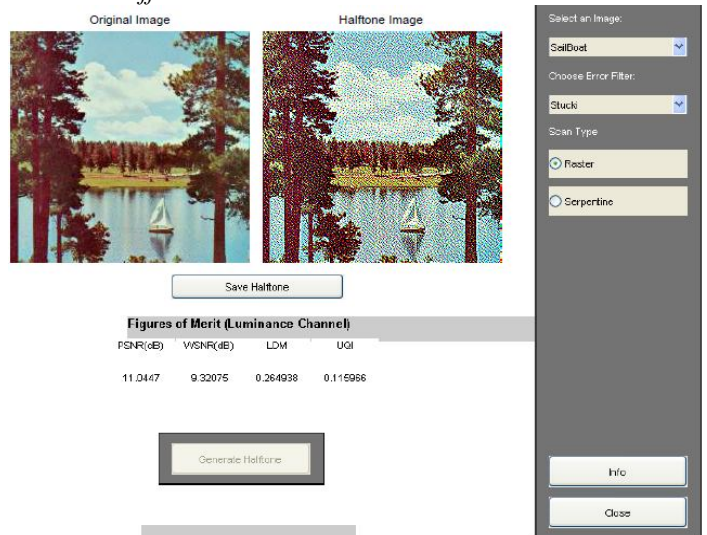 Original Image
Halftone Image
Save Halftone
Figures of Merit (Luminance Channel)
PSNR(dB) WSNR(dB) LDM UQI
11.0447 9.32075 0.264938 0.115966
Generate Halftone
Select an Image:
SailBoat
Choose Error Filter:
Stucki
Scan Type
Raster
Serpentine
Info
Close